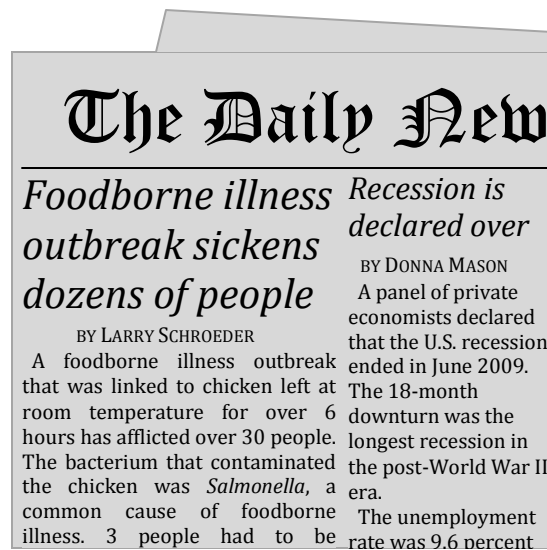 The Daily New
Foodborne illness
outbreak sickens
dozens of people
BY LARRY SCHROEDER
A foodborne illness outbreak
that was linked to chicken left at
room temperature for over 6
hours has afflicted over 30 people.
The bacterium that contaminated
the chicken was Salmonella, a
common cause of foodborne
illness. 3 people had to be
Recession is
declared over
BY DONNA MASON
A panel of private
economists declared
that the U.S. recession
ended in June 2009.
The 18-month
downturn was the
longest recession in
the post-World War II
era.
The unemployment
rate was 9.6 percent